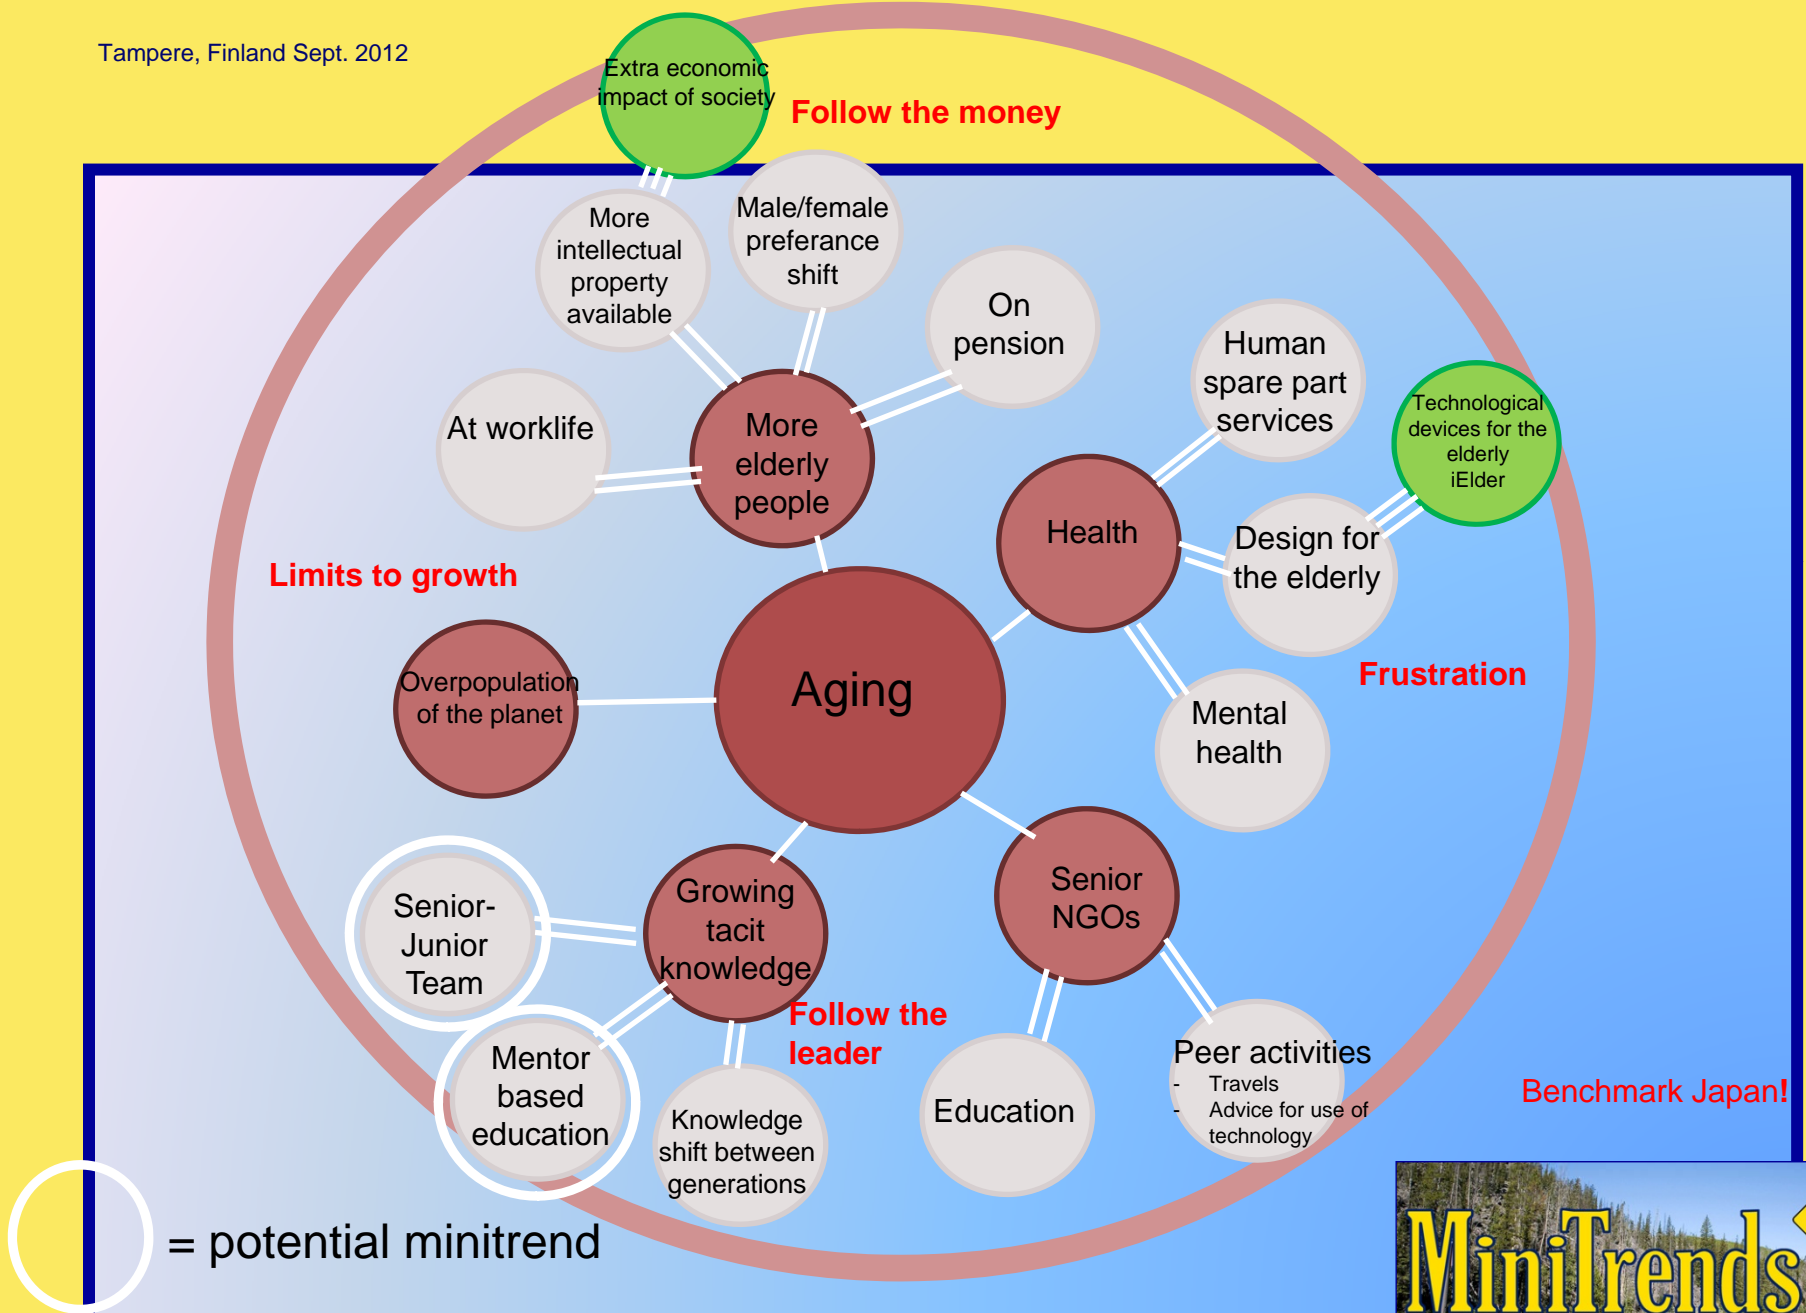 Tampere, Finland Sept. 2012
Extra economic
impact of society
Follow the money
More
intellectual
property
available
Male/female
preferance
shift
On
pension
Human
spare part
services
Technological
devices for the
elderly
iElder
At worklife
More
elderly
people
Health
Design for
the elderly
Limits to growth
Overpopulation
of the planet
Aging
Frustration
Mental
health
Senior-
Junior
Team
Growing
tacit
knowledge
Senior
NGOs
Follow the
leader
Mentor
based
education
Knowledge
shift between
generations
Education
Peer activities
- Travels
- Advice for use of
technology
Benchmark Japan!
= potential minitrend
MiniTrends